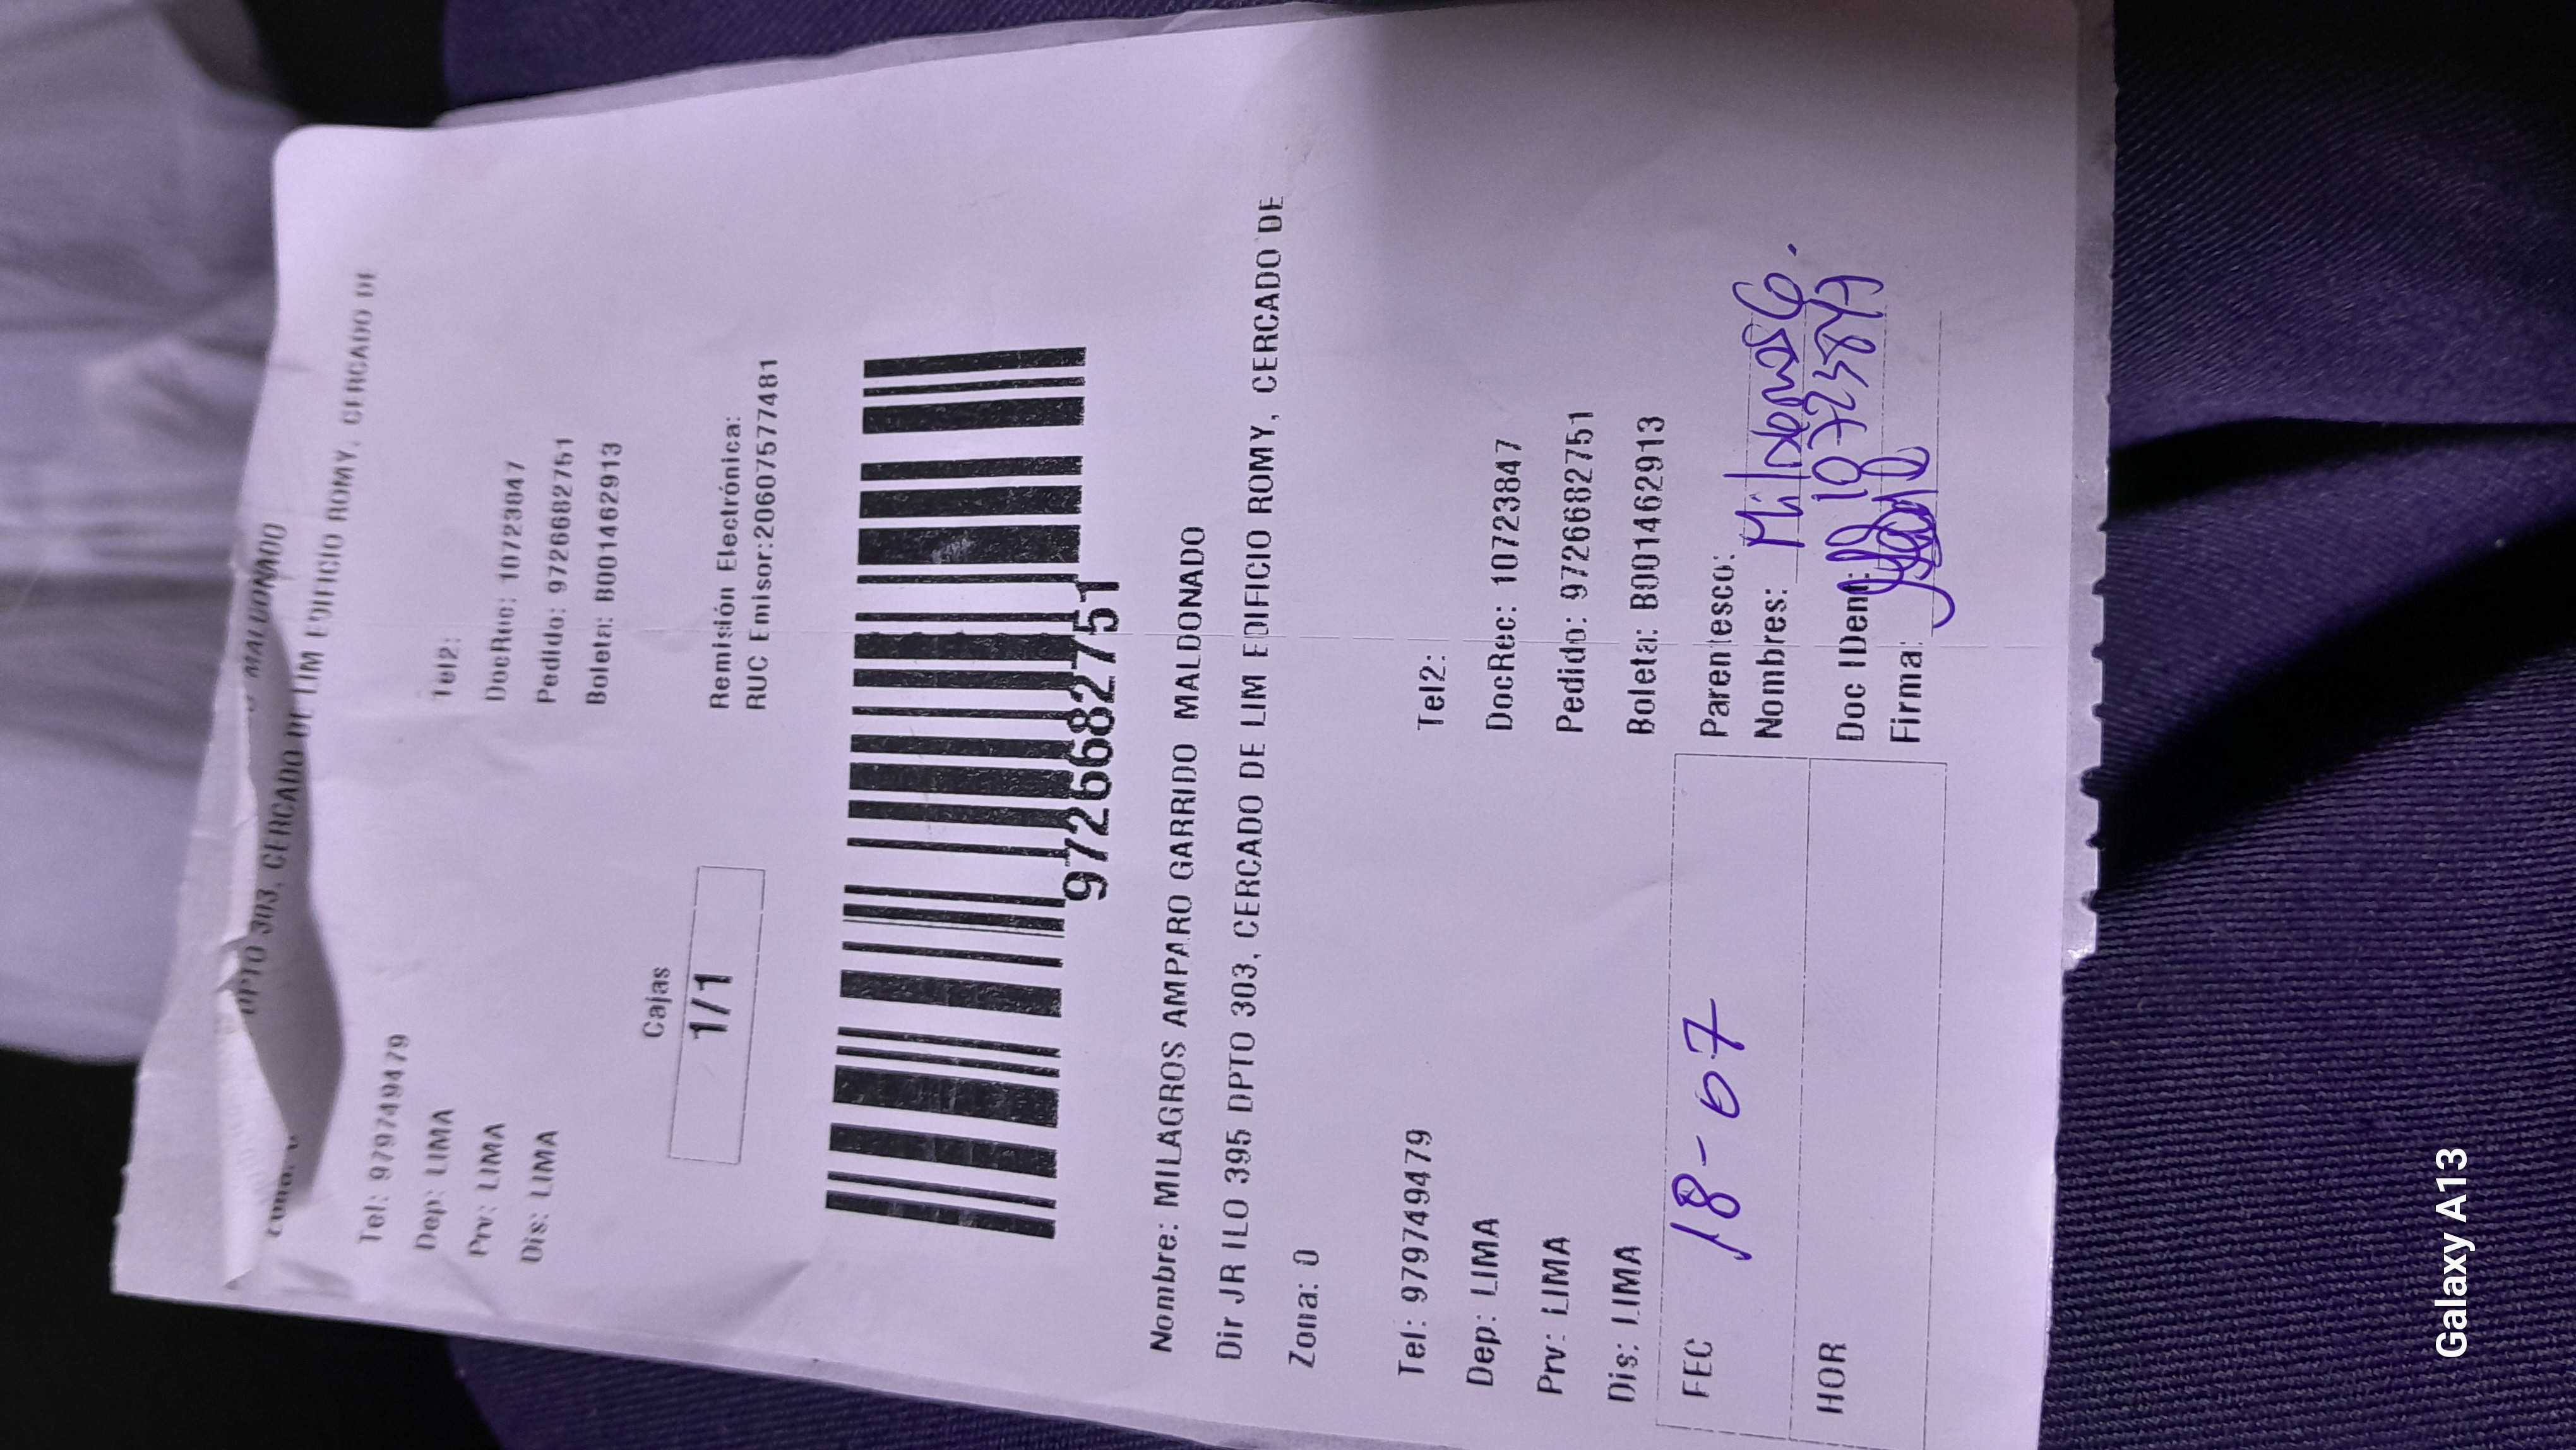 MALDONADO
DPTO 303, CERCADO DE LIM EDIFICIO ROMY, CERCADO DE
Tel: 979749479 Tel2:
Dep: LIMA DocRec: 10723847
Prv: LIMA Pedido: 9726682751
Dis: LIMA Boleta: B001462913
Cajas
1/1
Remisión Electrónica:
RUC Emisor:20607577481
9726682751
Nombre: MILAGROS AMPARO GARRIDO MALDONADO
Dir JR ILO 395 DPTO 303, CERCADO DE LIM EDIFICIO ROMY, CERCADO DE
Zona: 0
Tel: 979749479 Tel2:
Dep: LIMA DocRec: 10723847
Prv: LIMA Pedido: 9726682751
Dis: LIMA Boleta: B001462913
FEC 18-07
Parentesco:
Nombres:
HOR
Doc IDen:
Firma:
Galaxy A13